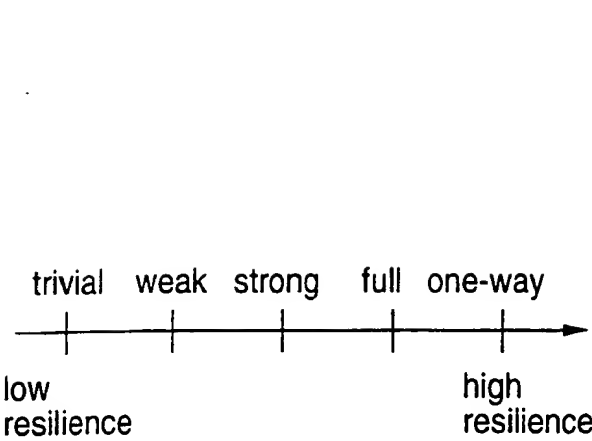 trivial weak strong full one-way
low resilience
high resilience